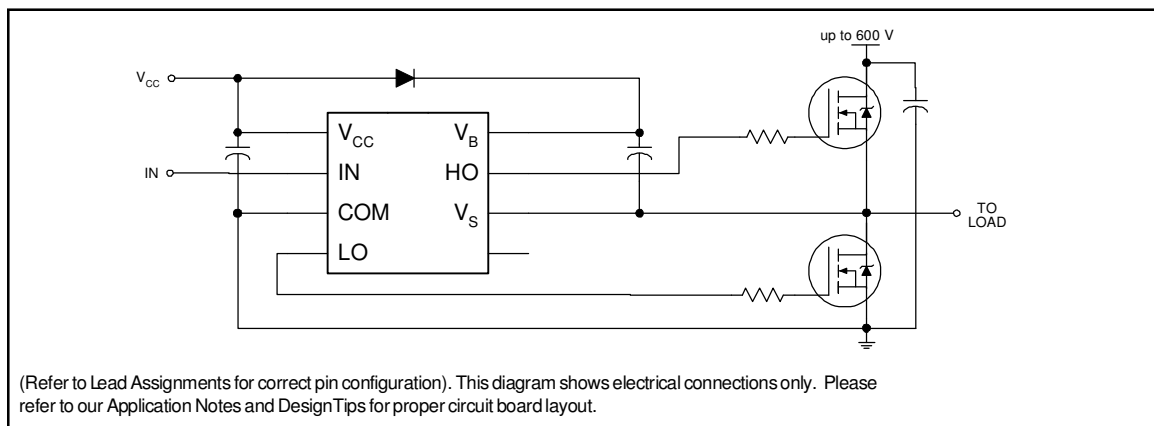 up to 600 V
VCC
VCC
VB
IN
IN
HO
COM
VS
TO
LOAD
LO
(Refer to Lead Assignments for correct pin configuration). This diagram shows electrical connections only. Please
refer to our Application Notes and DesignTips for proper circuit board layout.